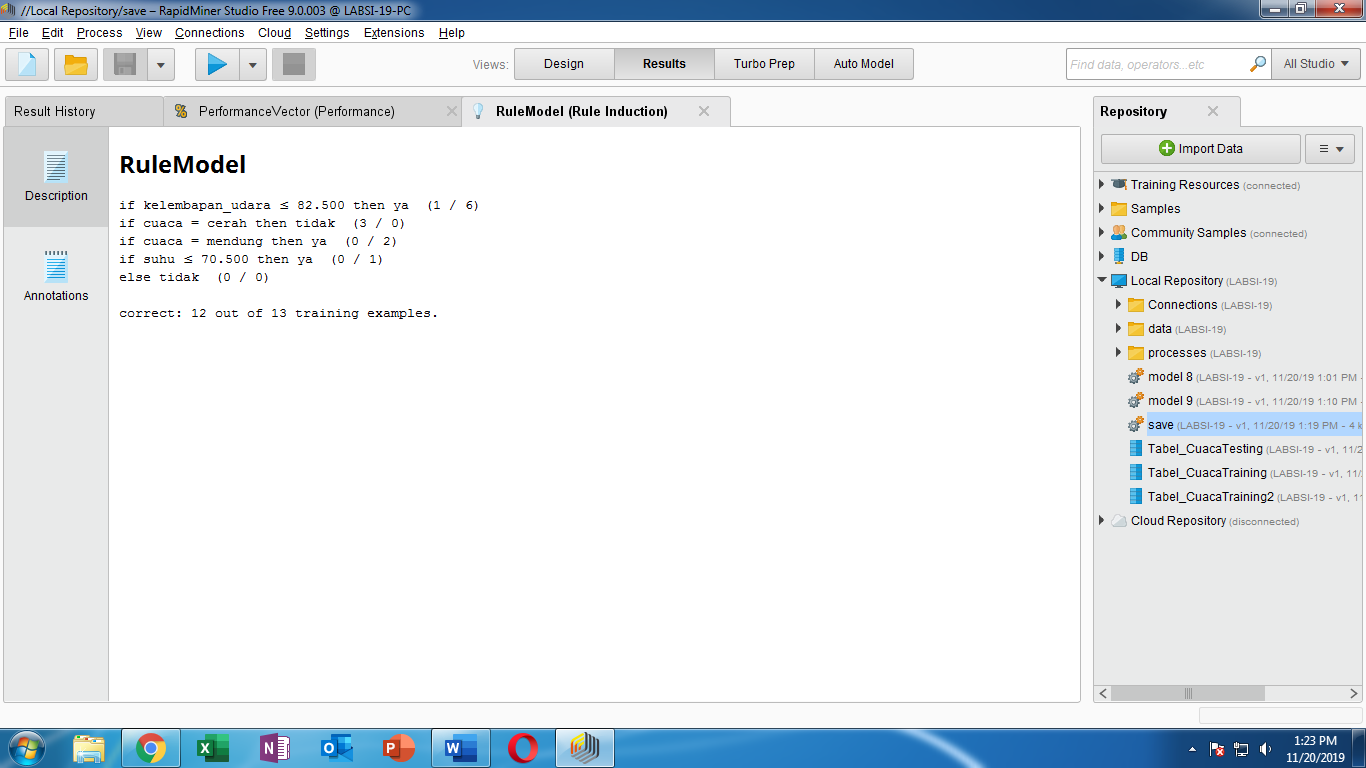 //Local Repository/save – RapidMiner Studio Free 9.0.003 @ LABSI-19-PC
File Edit Process View Connections Cloud Settings Extensions Help
Views: Design Results Turbo Prep Auto Model
Find data, operators...etc
All Studio
Result History
PerformanceVector (Performance)
RuleModel (Rule Induction)
Description
Annotations
RuleModel
if kelembapan_udara ≤ 82.500 then ya (1 / 6)
if cuaca = cerah then tidak (3 / 0)
if cuaca = mendung then ya (0 / 2)
if suhu ≤ 70.500 then ya (0 / 1)
else tidak (0 / 0)
correct: 12 out of 13 training examples.
Repository
Import Data
Training Resources (connected)
Samples
Community Samples (connected)
DB
Local Repository (LABSI-19)
Connections (LABSI-19)
data (LABSI-19)
processes (LABSI-19)
model 8 (LABSI-19 - v1, 11/20/19 1:01 PM -
model 9 (LABSI-19 - v1, 11/20/19 1:10 PM -
save (LABSI-19 - v1, 11/20/19 1:19 PM - 4 k
Tabel_CuacaTesting (LABSI-19 - v1, 11/2
Tabel_CuacaTraining (LABSI-19 - v1, 11/
Tabel_CuacaTraining2 (LABSI-19 - v1, 11
Cloud Repository (disconnected)
1:23 PM
11/20/2019